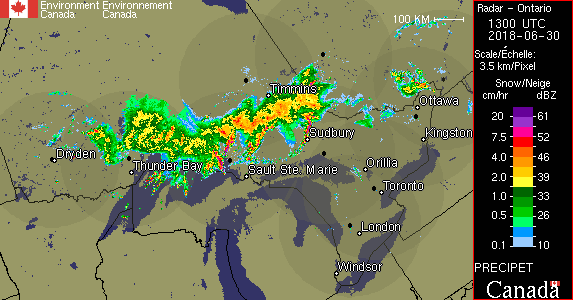 Environment Environnement
Canada Canada
100 KM
Timmins
Ottawa
Sudbury
Kingston
Dryden
Thunder Bay
Sault Ste. Marie
Orillia
Toronto
London
Windsor
Radar - Ontario
1300 UTC
2018-06-30
Scale/Échelle:
3.5 km/Pixel
Snow/Neige
cm/hr dBZ
20 61
7.5 52
4.0 46
2.0 39
1.0 33
0.5 26
0.1 10
PRECIPET
Canada